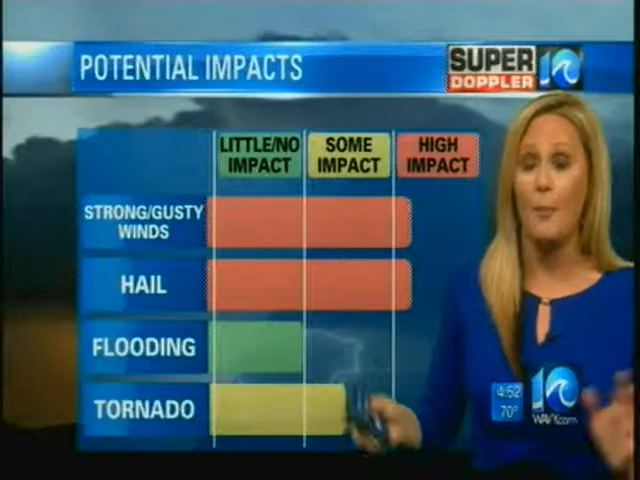 POTENTIAL IMPACTS
SUPER
DOPPLER
10
LITTLE/NO
IMPACT
SOME
IMPACT
HIGH
IMPACT
STRONG/GUSTY
WINDS
HAIL
FLOODING
TORNADO
4:52
70°
10
WAVY.com